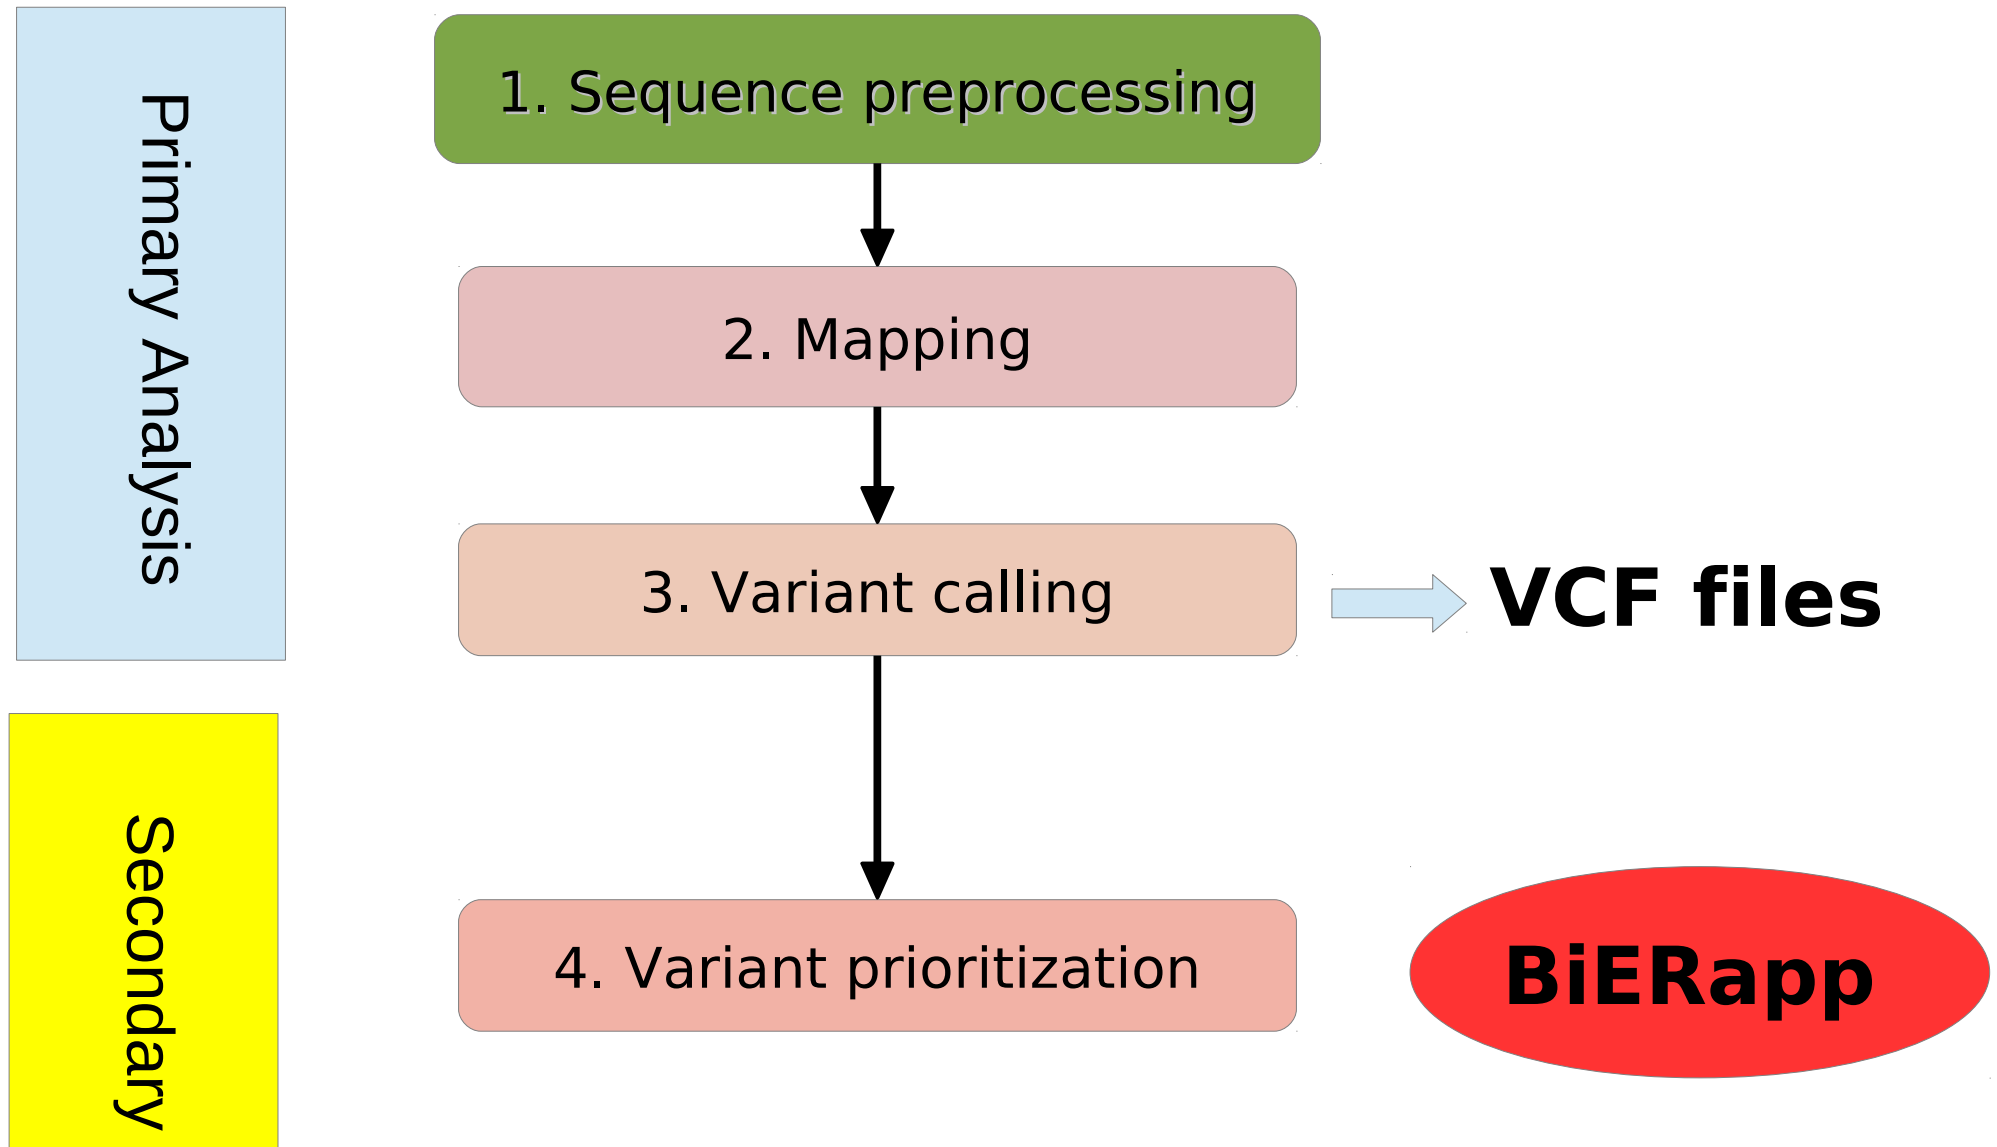 Primary Analysis
1. Sequence preprocessing
2. Mapping
3. Variant calling
VCF files
Secondary
4. Variant prioritization
BiERapp